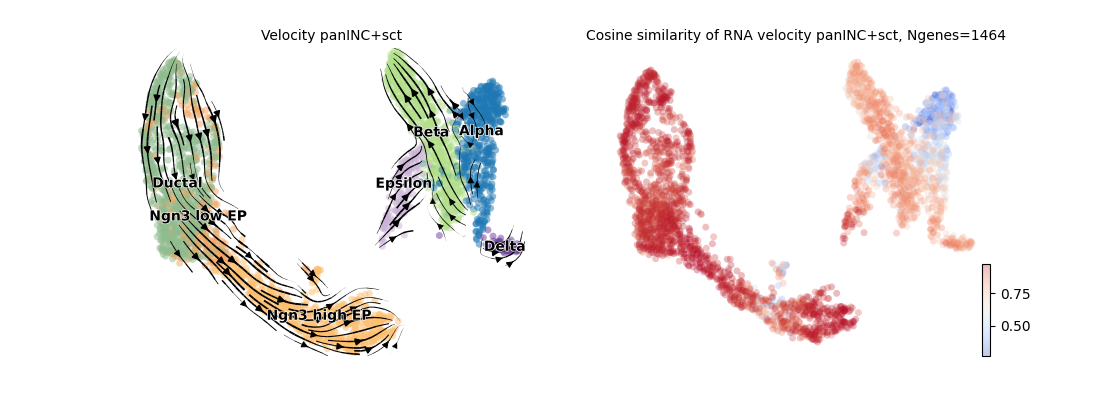 Velocity panINC+sct
Cosine similarity of RNA velocity panINC+sct, Ngenes=1464
Beta
Alpha
Ductal
Epsilon
Ngn3 low EP
Delta
Ngn3 high EP
0.75
0.50